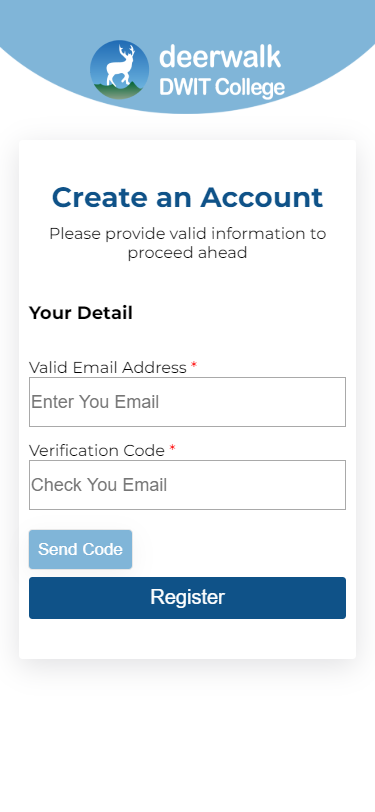 deerwalk
DWIT College
Create an Account
Please provide valid information to
proceed ahead
Your Detail
Valid Email Address *
Enter You Email
Verification Code *
Check You Email
Send Code
Register